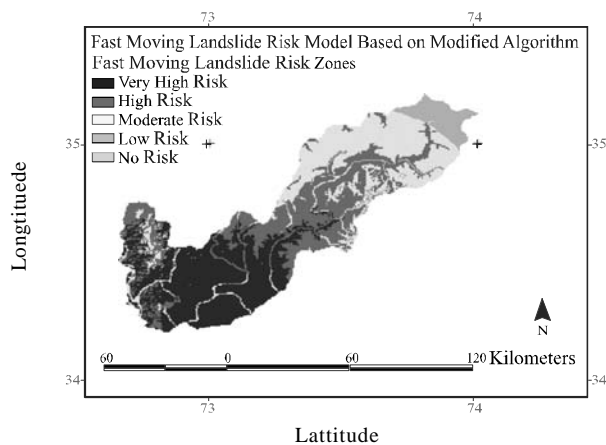 73 74
Fast Moving Landslide Risk Model Based on Modified Algorithm
Fast Moving Landslide Risk Zones
Very High Risk
High Risk
Moderate Risk
Low Risk
No Risk
35 35
Longtituede
N
60 0 60 120 Kilometers
34 34
73 74
Lattitude